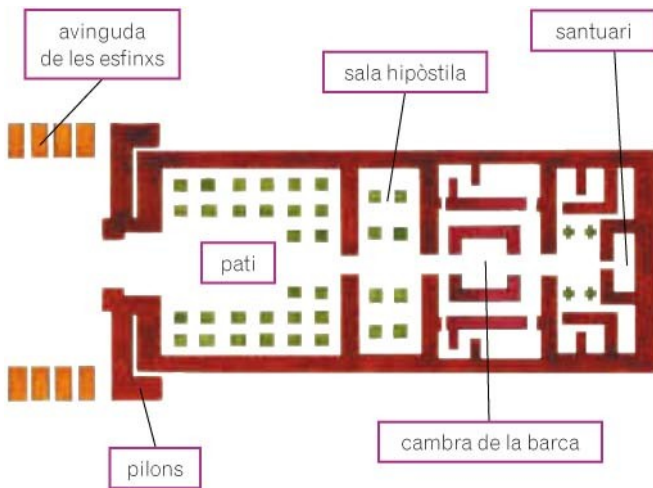 avinguda
de les esfinxs
santuari
sala hipòstila
pati
cambra de la barca
pilons